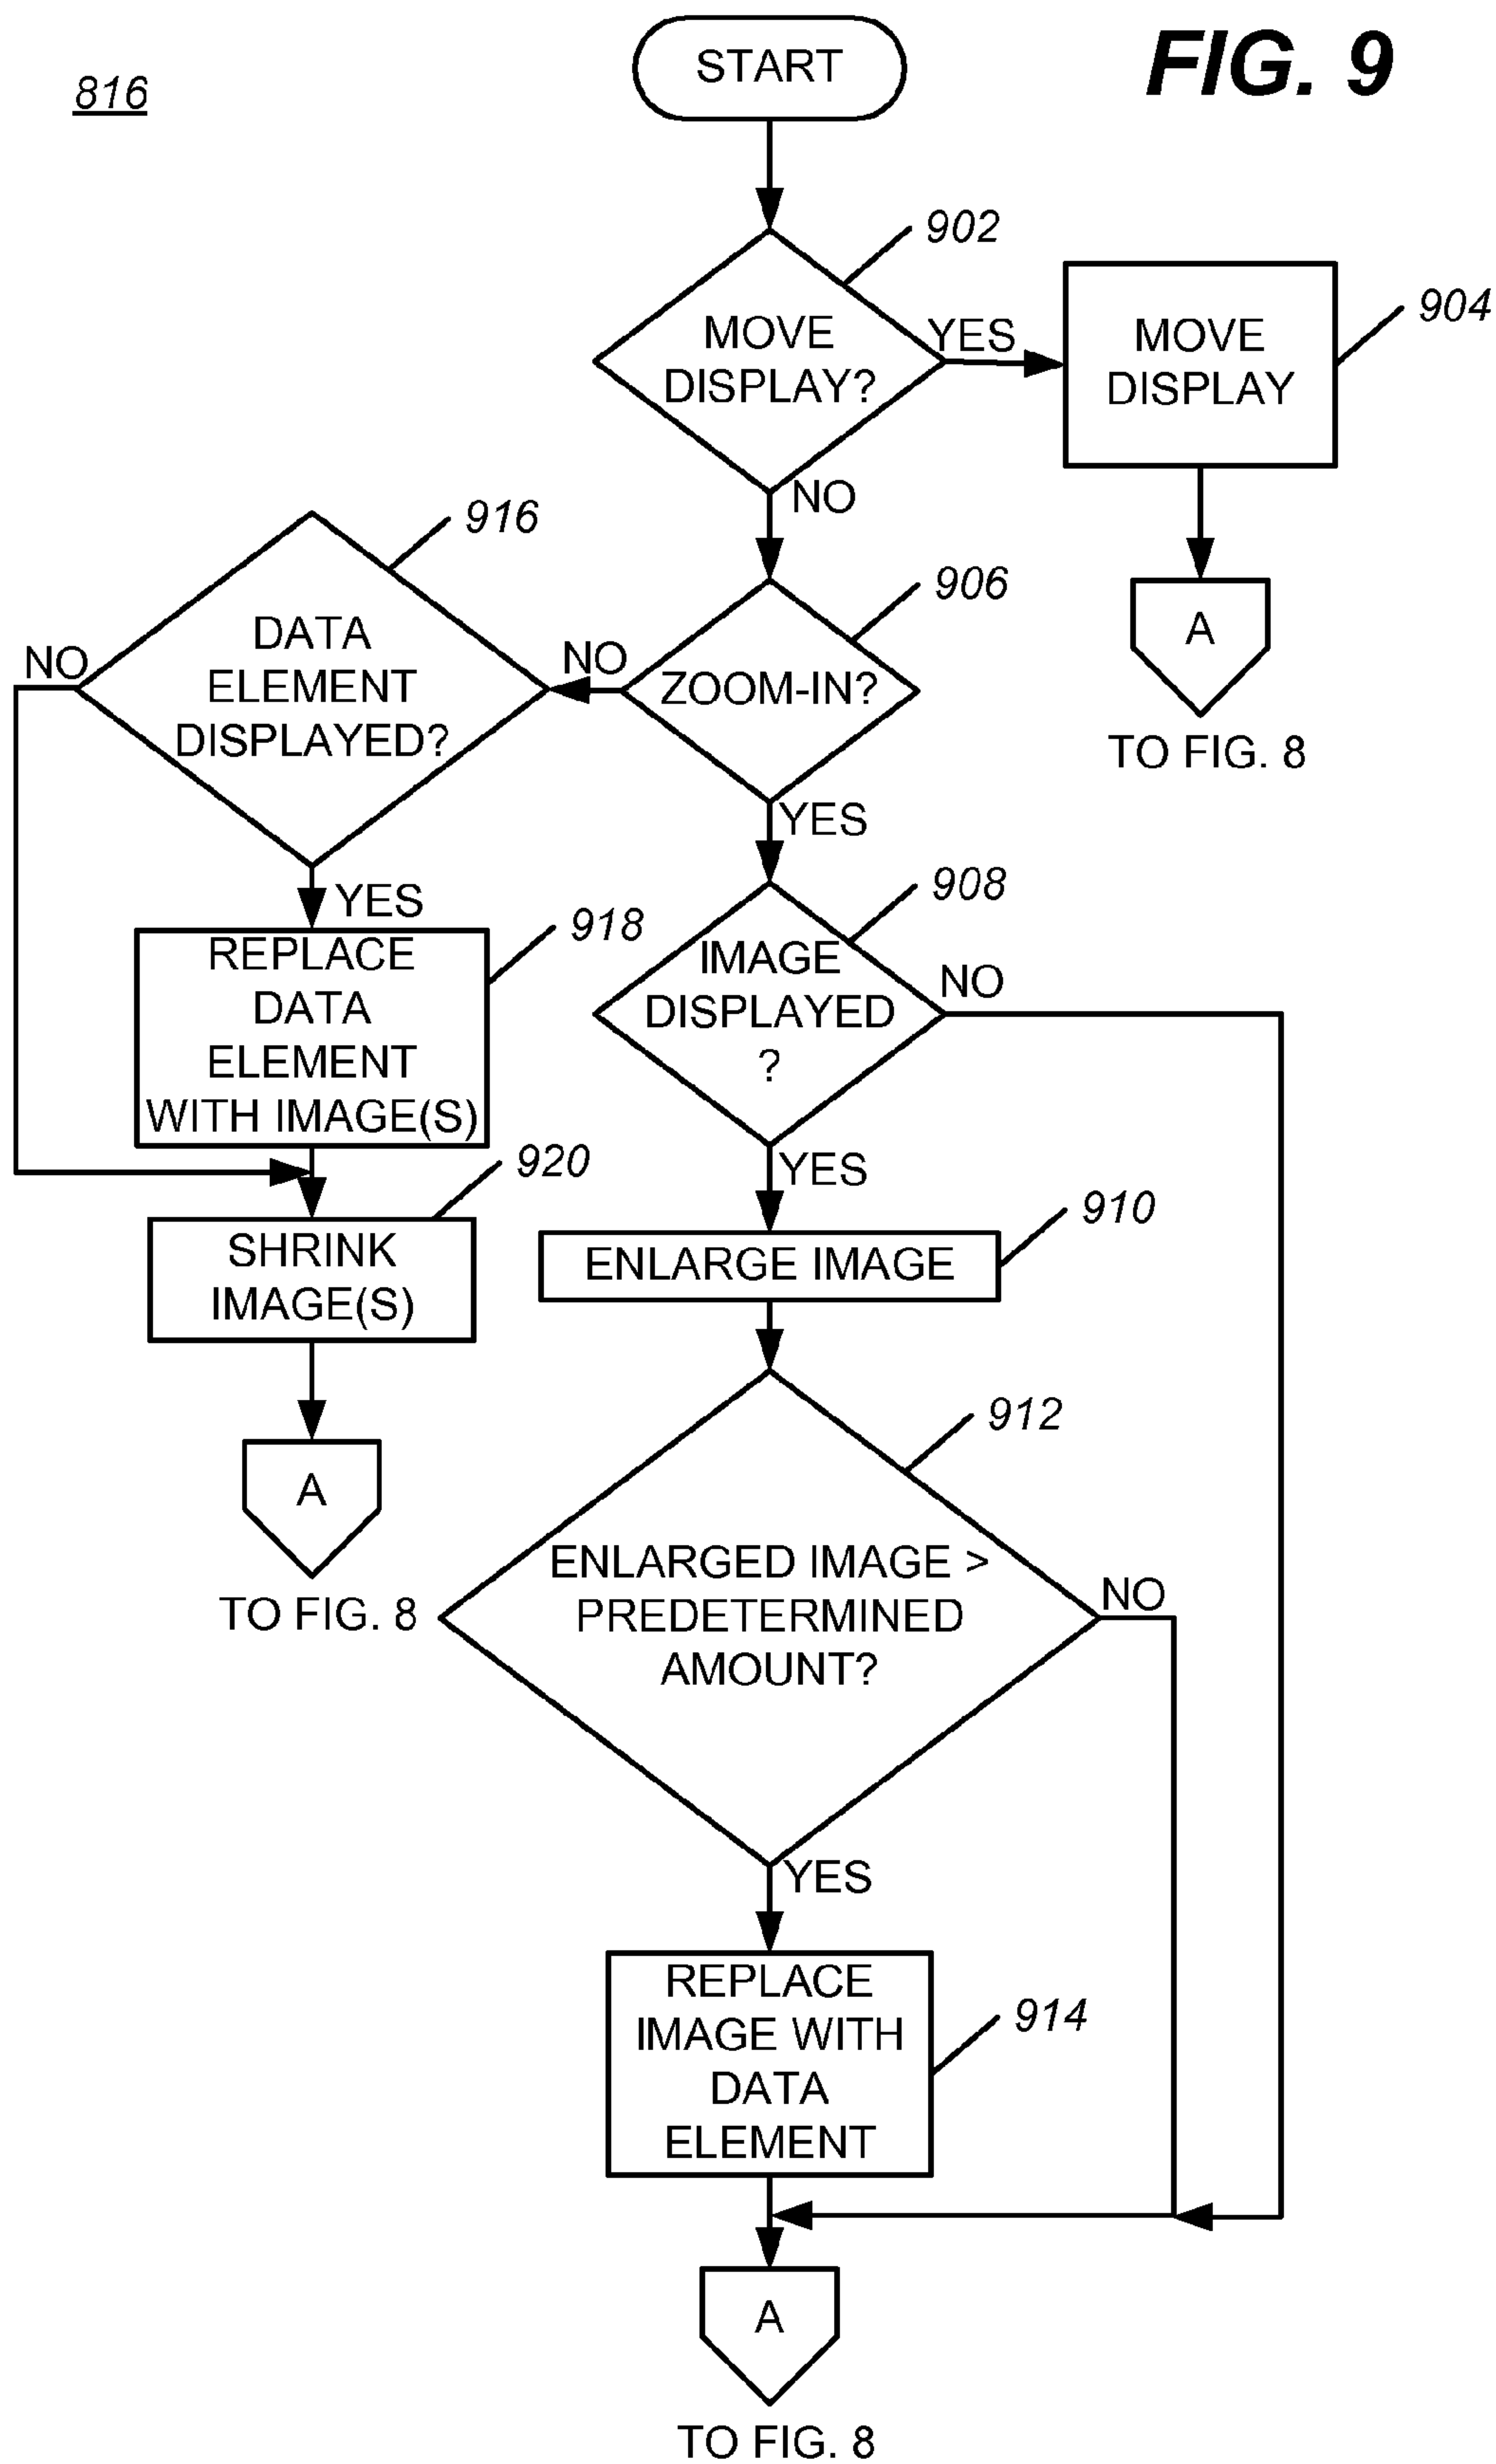 FIG. 9
816
START
902
MOVE
DISPLAY?
YES
904
MOVE
DISPLAY
NO
A
TO FIG. 8
906
ZOOM-IN?
NO
916
DATA
ELEMENT
DISPLAYED?
NO
YES
918
REPLACE
DATA
ELEMENT
WITH IMAGE(S)
920
SHRINK
IMAGE(S)
A
TO FIG. 8
YES
908
IMAGE
DISPLAYED
?
NO
YES
910
ENLARGE IMAGE
912
ENLARGED IMAGE >
PREDETERMINED
AMOUNT?
NO
YES
914
REPLACE
IMAGE WITH
DATA
ELEMENT
A
TO FIG. 8